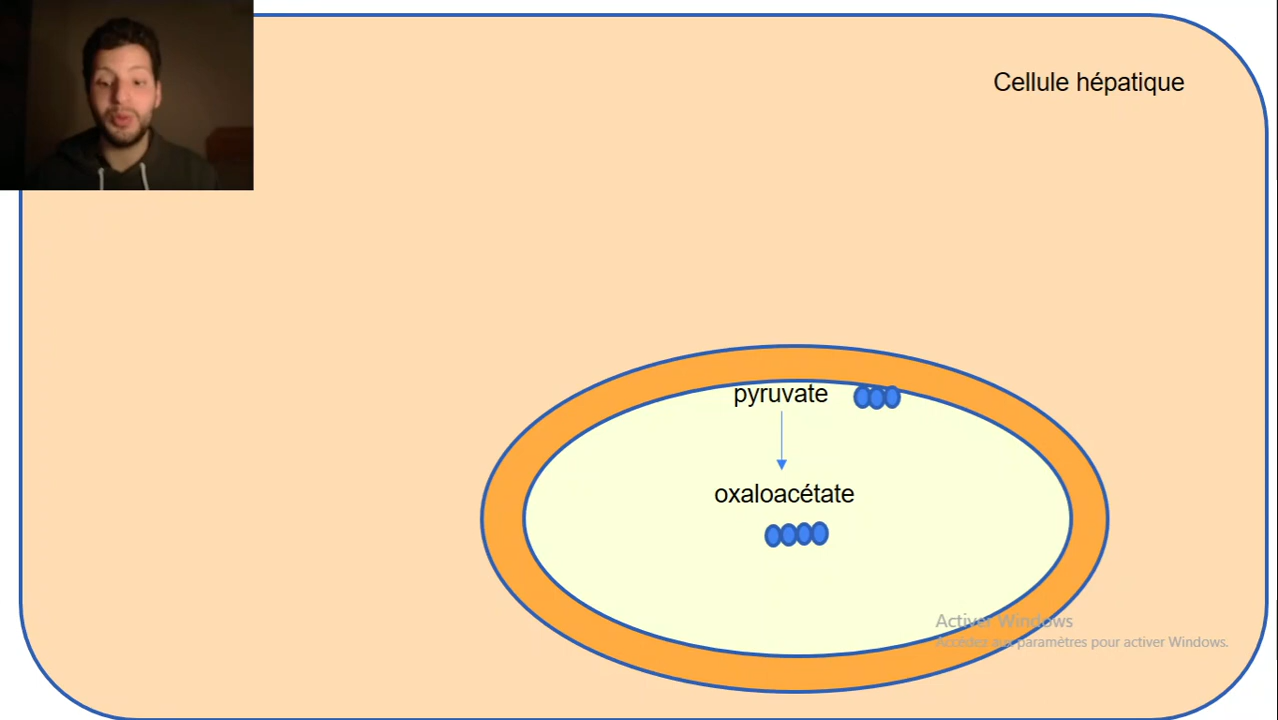 Cellule hépatique
pyruvate
oxaloacétate
Activer Windows
Accédez aux paramètres pour activer Windows.